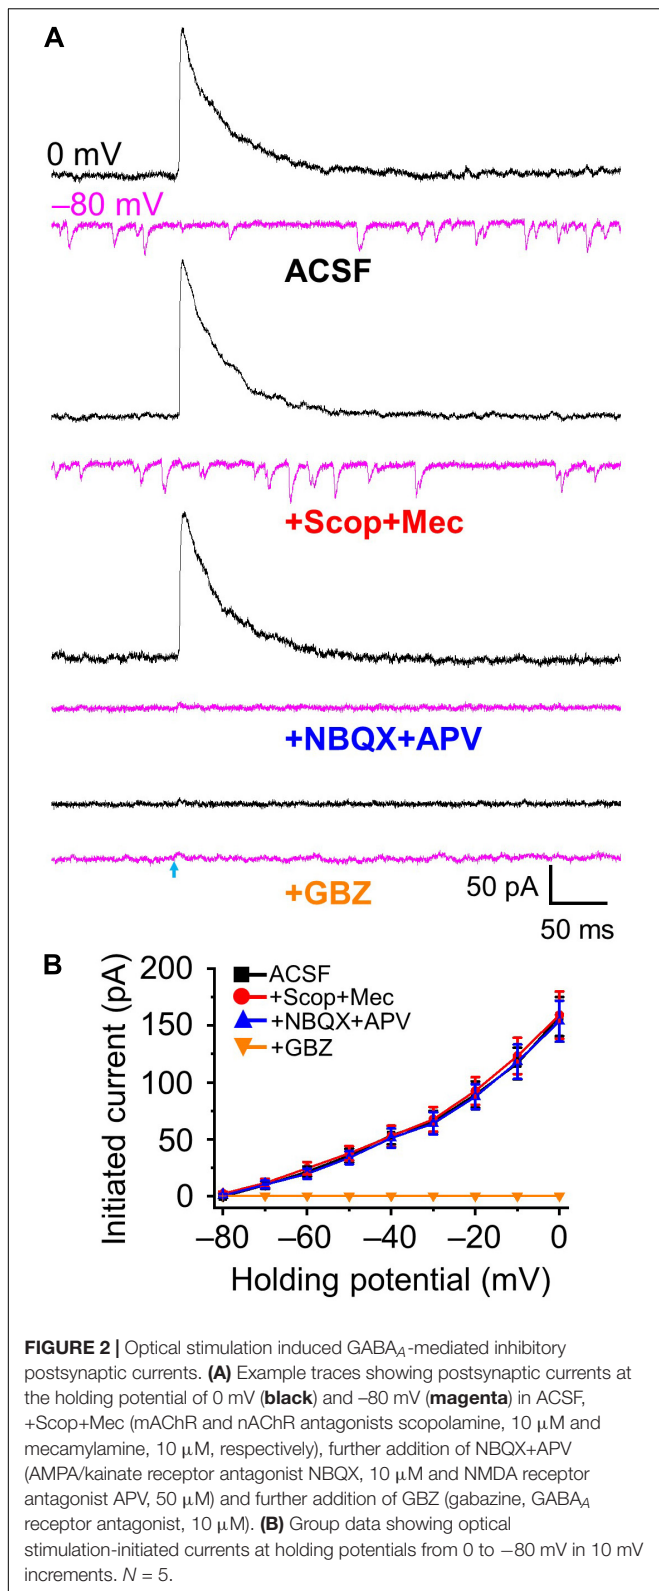 A
0 mV
–80 mV
ACSF
+Scop+Mec
+NBQX+APV
+GBZ
50 pA
50 ms
B
Initiated current (pA)
200
150
100
50
0
ACSF
+Scop+Mec
+NBQX+APV
+GBZ
–80 –60 –40 –20 0
Holding potential (mV)
FIGURE 2 | Optical stimulation induced GABAA-mediated inhibitory
postsynaptic currents. (A) Example traces showing postsynaptic currents at
the holding potential of 0 mV (black) and –80 mV (magenta) in ACSF,
+Scop+Mec (mAChR and nAChR antagonists scopolamine, 10 μM and
mecamylamine, 10 μM, respectively), further addition of NBQX+APV
(AMPA/kainate receptor antagonist NBQX, 10 μM and NMDA receptor
antagonist APV, 50 μM) and further addition of GBZ (gabazine, GABAA
receptor antagonist, 10 μM). (B) Group data showing optical
stimulation-initiated currents at holding potentials from 0 to −80 mV in 10 mV
increments. N = 5.